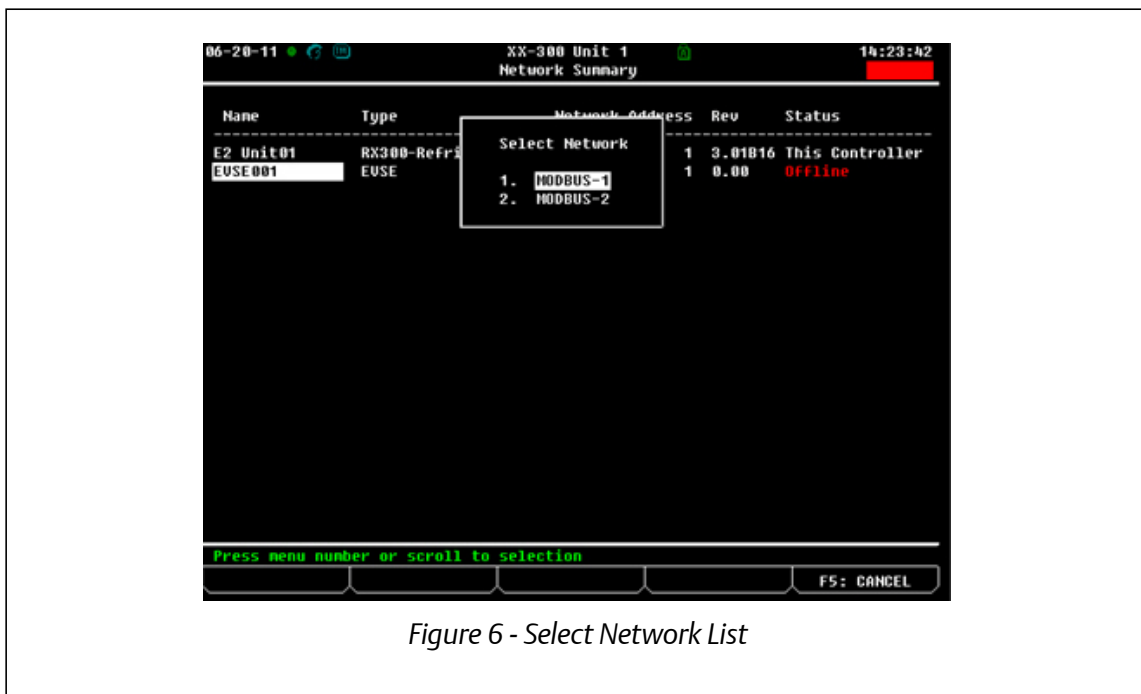 06-20-11 XX-300 Unit 1 14:23:42
Network Summary
Name Type Network Address Rev Status
E2 Unit01 RX300-Refri 1 3.01B16 This Controller
EVSE001 EVSE 1 0.00 Offline
Select Network
1. MODBUS-1
2. MODBUS-2
Press menu number or scroll to selection
F5: CANCEL
Figure 6 - Select Network List